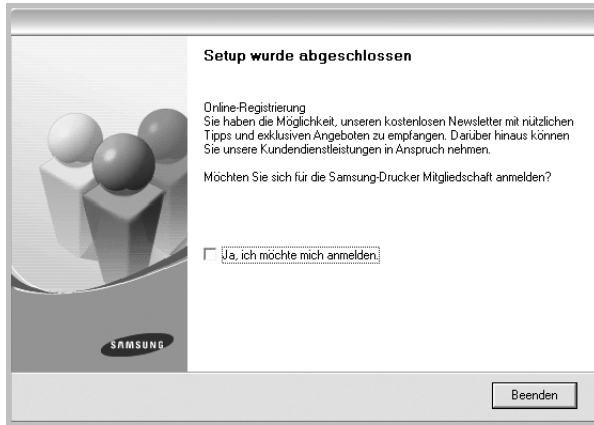 Setup wurde abgeschlossen
Online-Registrierung
Sie haben die Möglichkeit, unseren kostenlosen Newsletter mit nützlichen
Tipps und exklusiven Angeboten zu empfangen. Darüber hinaus können
Sie unsere Kundendienstleistungen in Anspruch nehmen.
Möchten Sie sich für die Samsung-Drucker Mitgliedschaft anmelden?
Ja, ich möchte mich anmelden.
SAMSUNG
Beenden